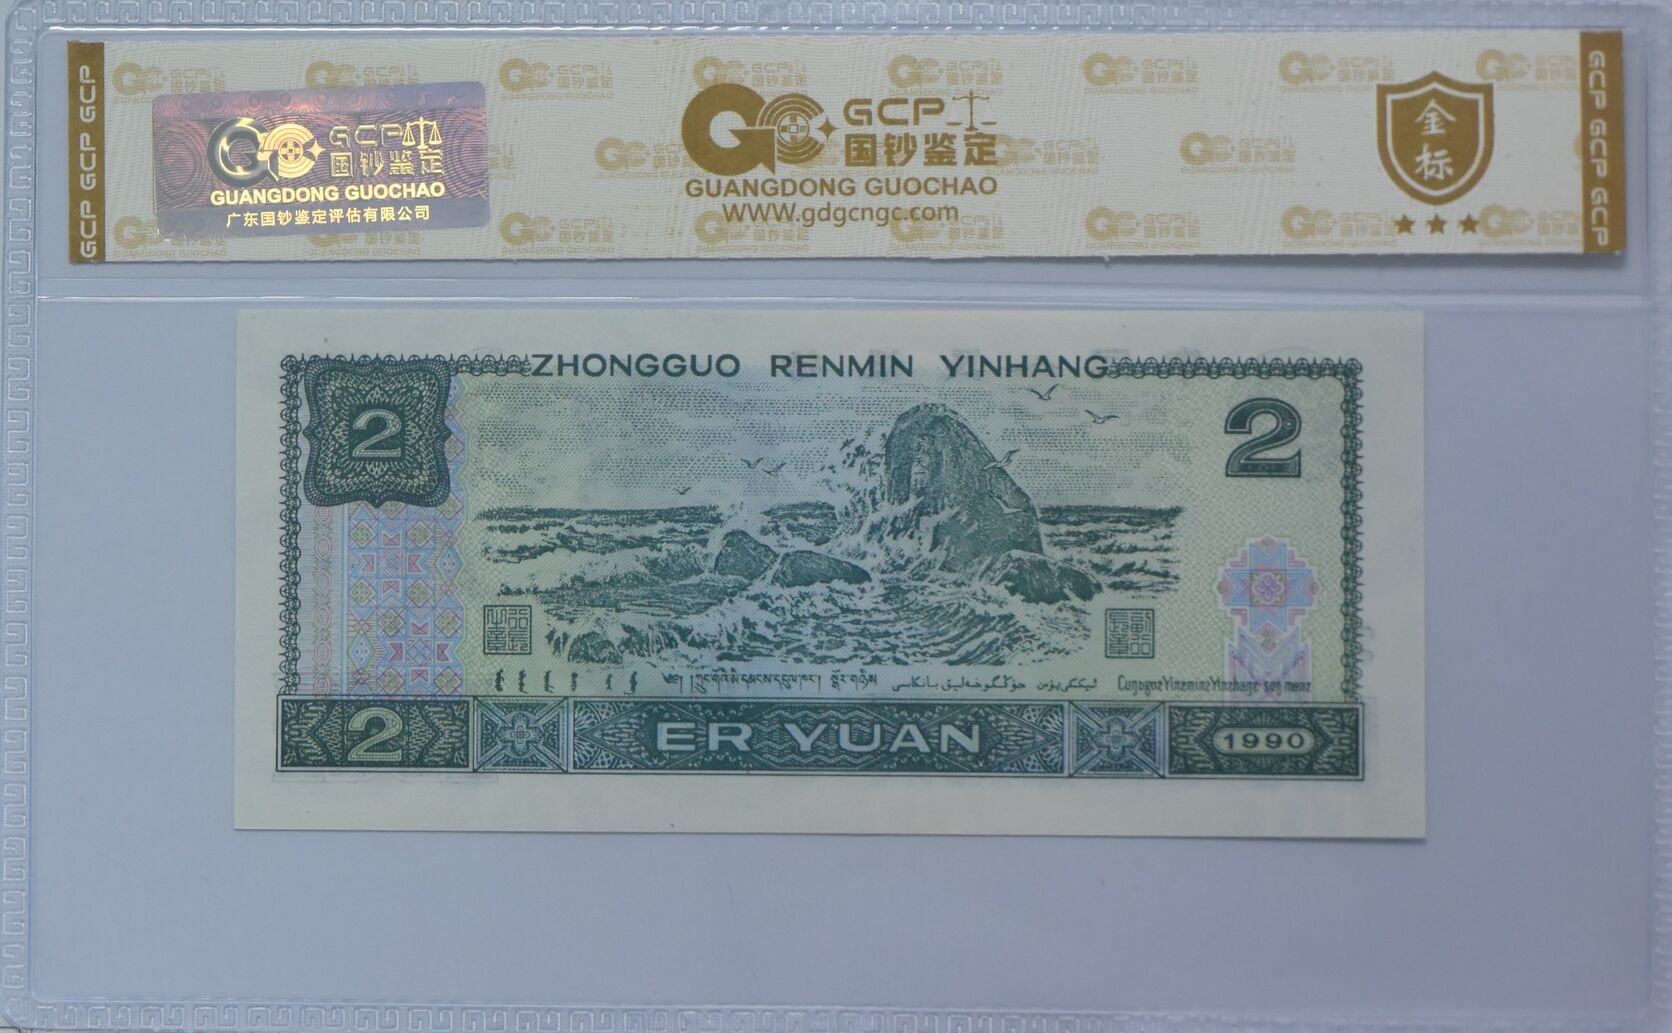 GCP GCP GCP
GCP
国钞鉴定
GUANGDONG GUOCHAO
广东国钞鉴定评估有限公司
GCP
国钞鉴定
GUANGDONG GUOCHAO
WWW.gdgcngc.com
金
标
GCP GCP GCP
ZHONGGUO RENMIN YINHANG
2
2
2
ER YUAN
1990